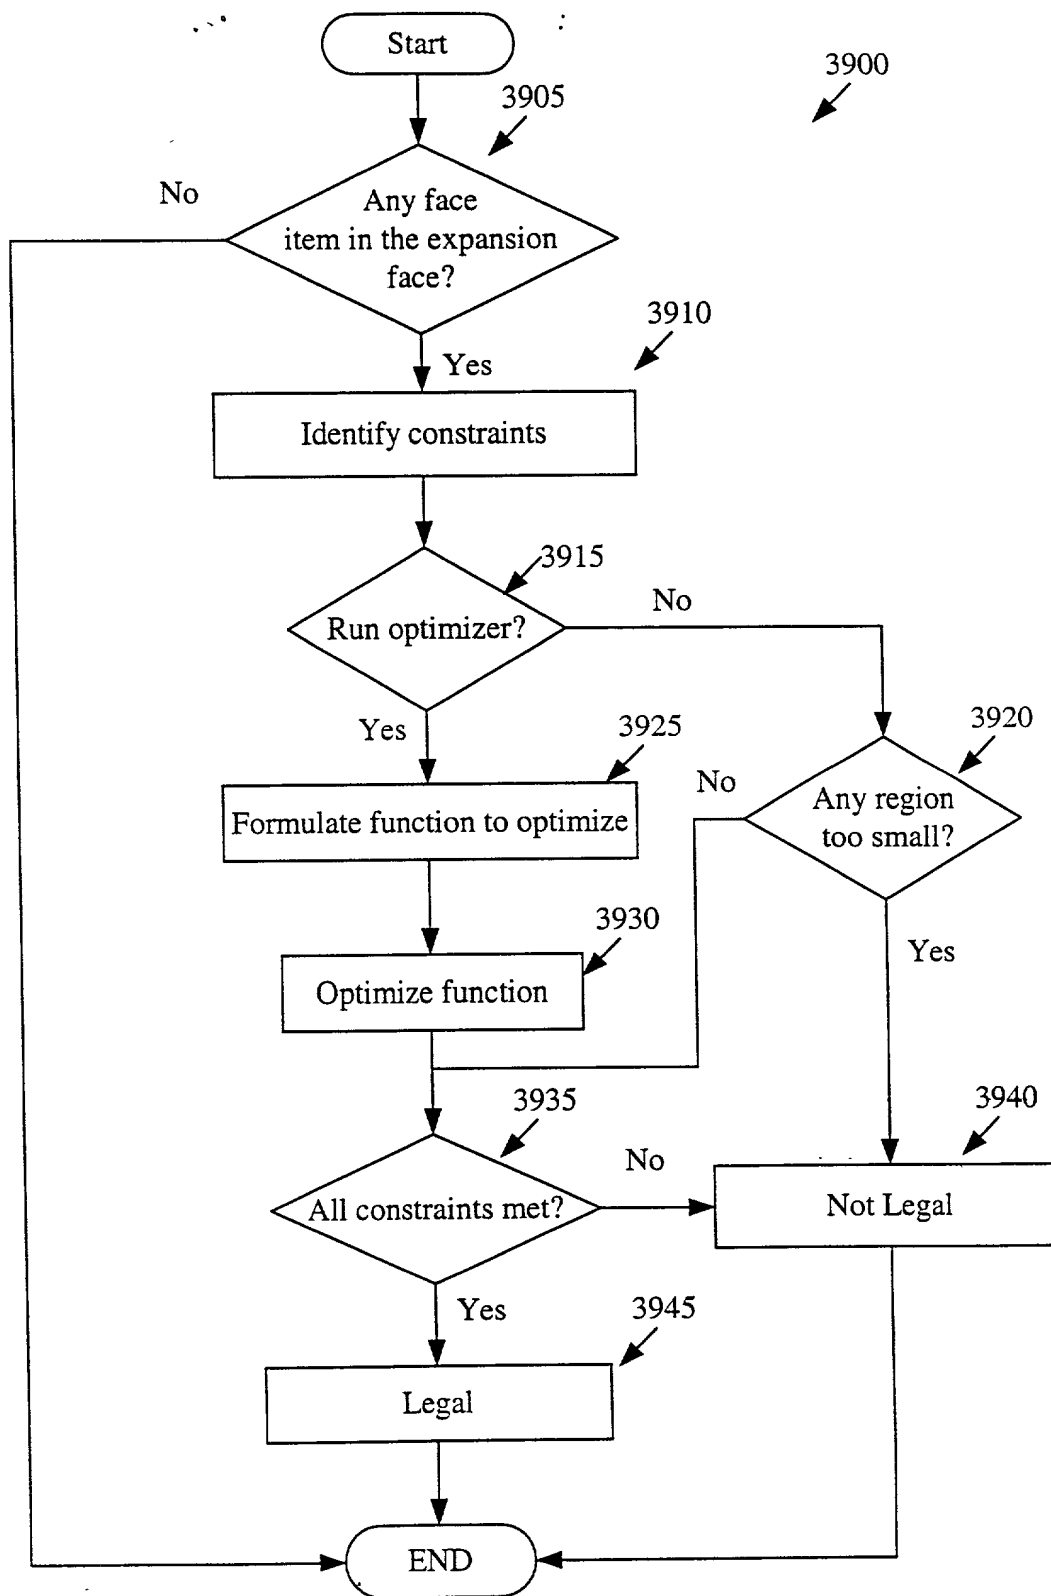 Start
3900
3905
No
Any face
item in the expansion
face?
3910
Yes
Identify constraints
3915
No
Run optimizer?
Yes
3925
3920
No
Any region
too small?
Formulate function to optimize
3930
Yes
Optimize function
3935
3940
No
All constraints met?
Not Legal
Yes
3945
Legal
END